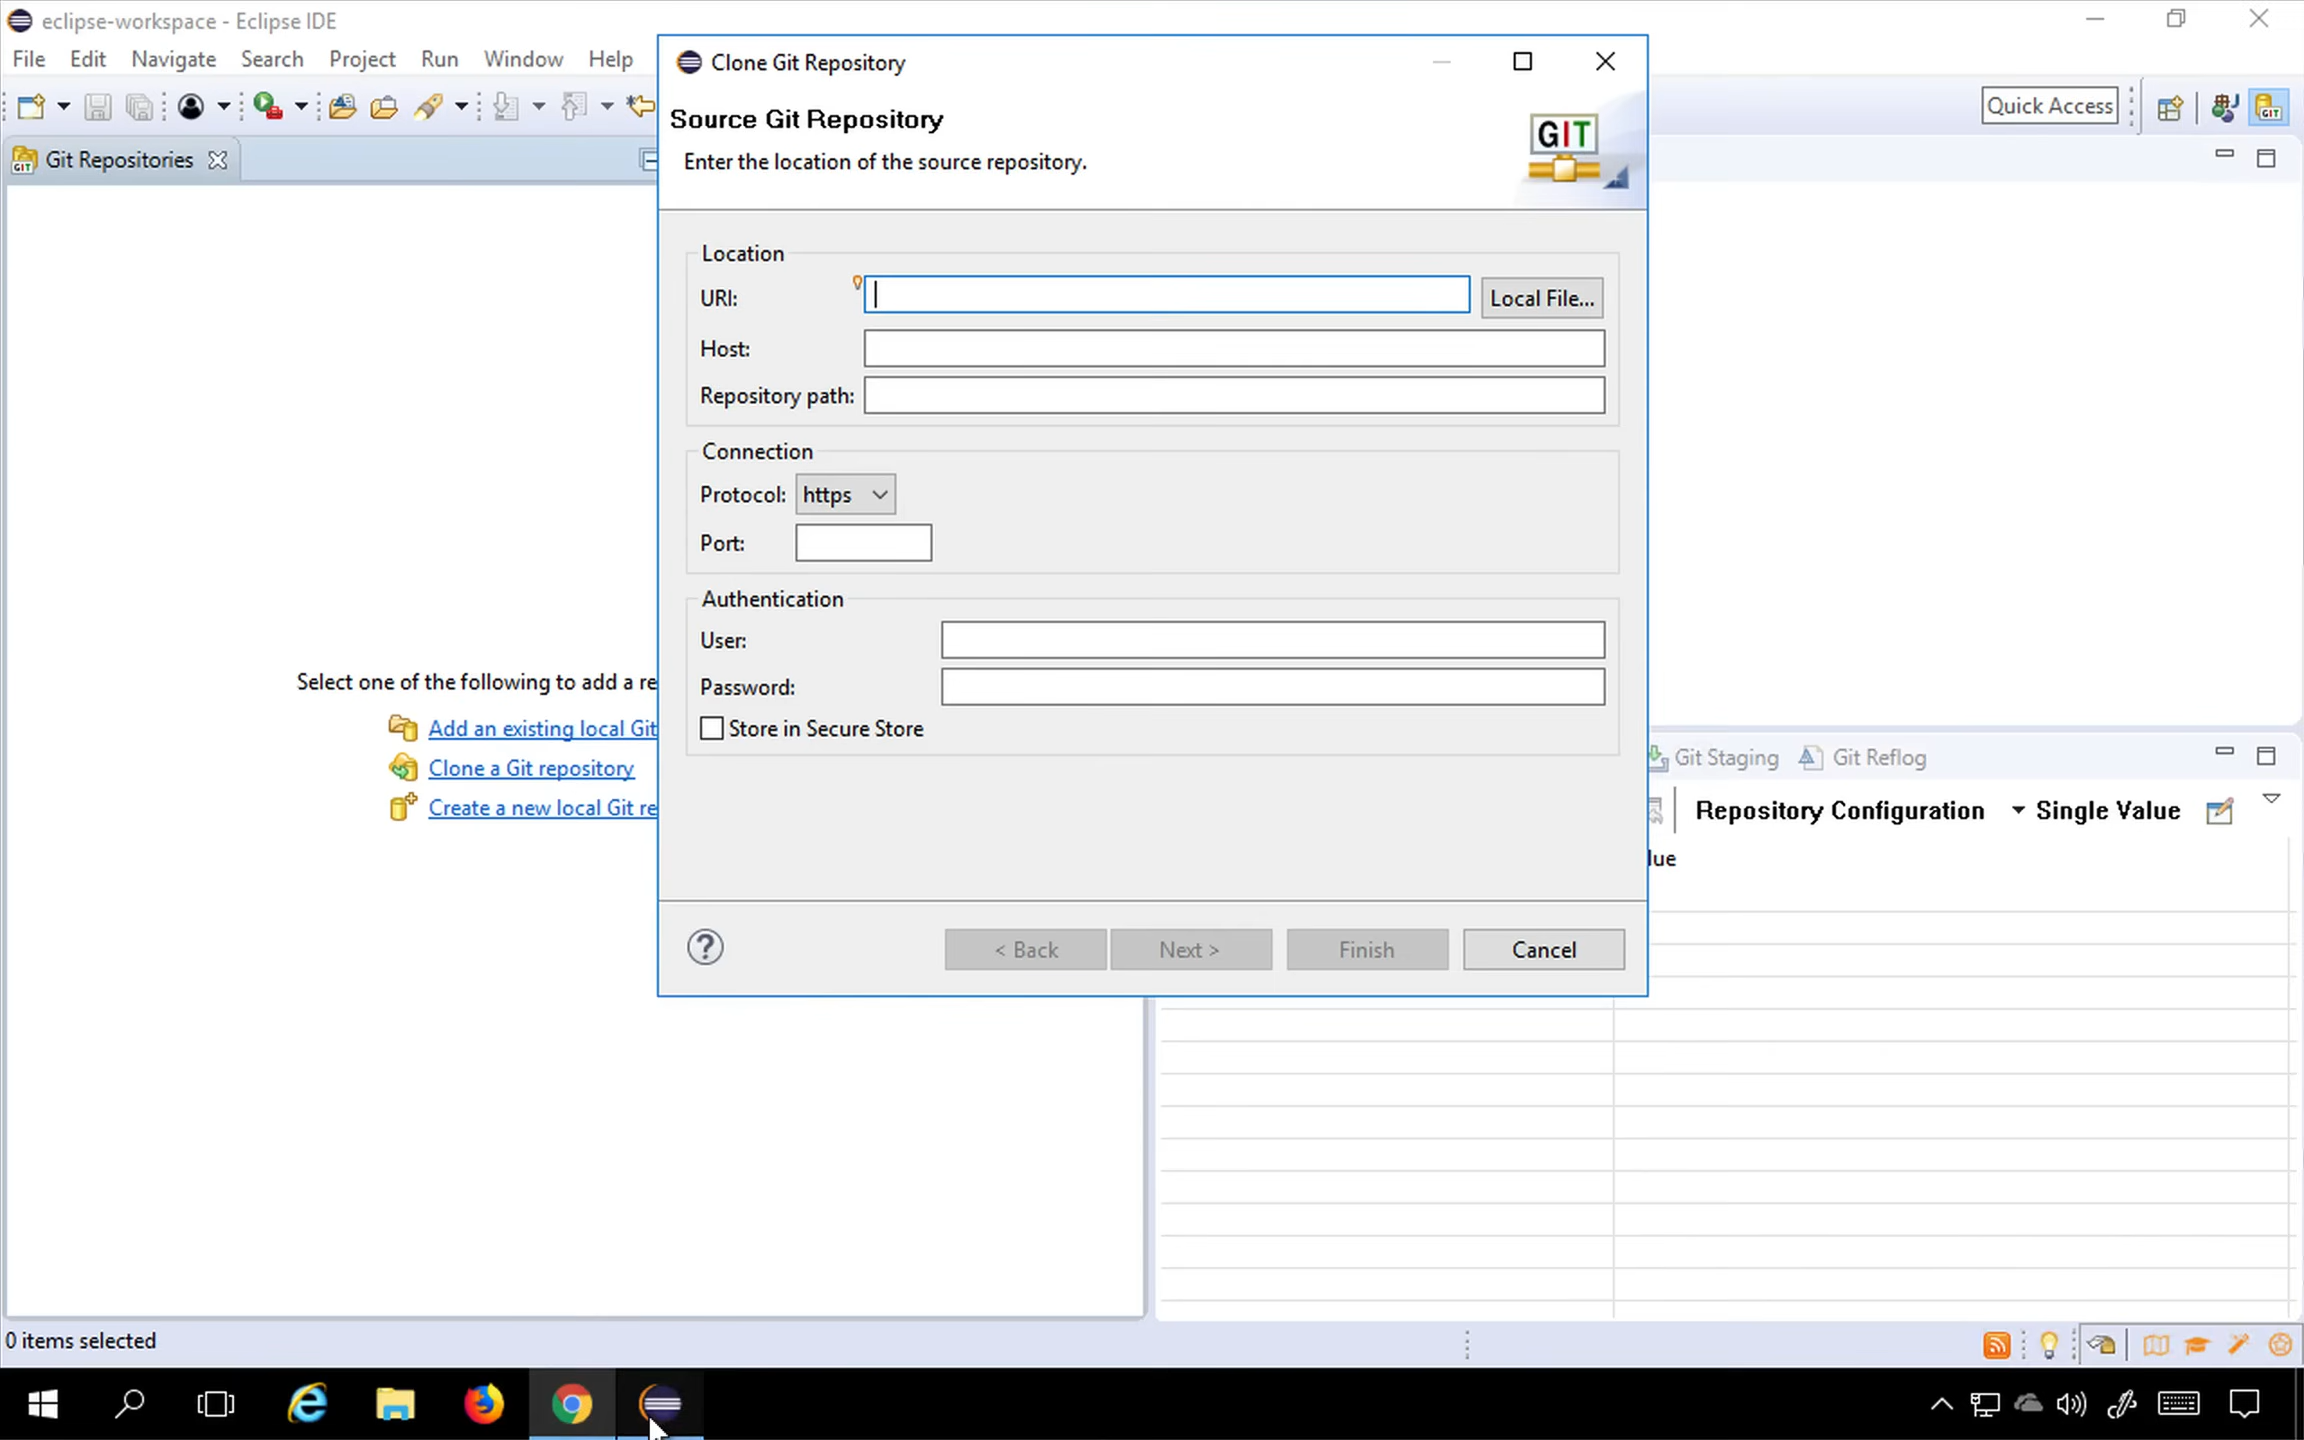 eclipse-workspace - Eclipse IDE
File Edit Navigate Search Project Run Window Help
Quick Access
Git Repositories
Select one of the following to add a re
Add an existing local Git
Clone a Git repository
Create a new local Git re
Clone Git Repository
Source Git Repository
Enter the location of the source repository.
GIT
Location
URI:
Local File...
Host:
Repository path:
Connection
Protocol: https
Port:
Authentication
User:
Password:
Store in Secure Store
< Back Next > Finish Cancel
Git Staging Git Reflog
Repository Configuration Single Value
lue
0 items selected